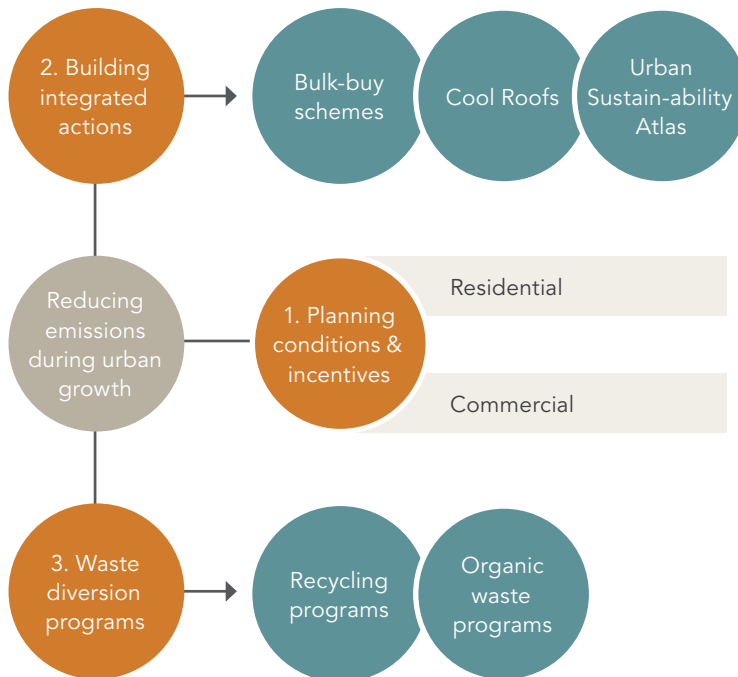 2. Building
integrated
actions
Bulk-buy
schemes
Cool Roofs
Urban
Sustain-ability
Atlas
Reducing
emissions
during urban
growth
1. Planning
conditions &
incentives
Residential
Commercial
3. Waste
diversion
programs
Recycling
programs
Organic
waste
programs